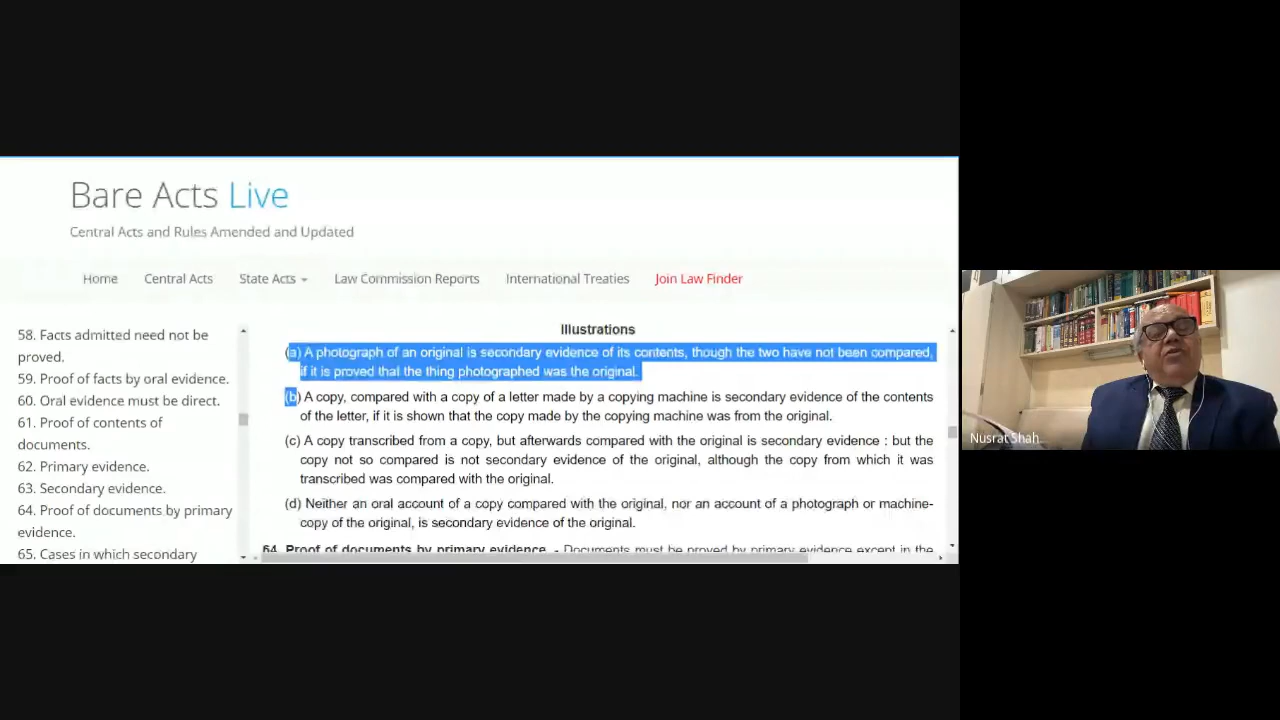 Bare Acts Live
Central Acts and Rules Amended and Updated
Home Central Acts State Acts Law Commission Reports International Treaties Join Law Finder
58. Facts admitted need not be
proved.
59. Proof of facts by oral evidence.
60. Oral evidence must be direct.
61. Proof of contents of
documents.
62. Primary evidence.
63. Secondary evidence.
64. Proof of documents by primary
evidence.
65. Cases in which secondary
Illustrations
(a) A photograph of an original is secondary evidence of its contents, though the two have not been compared,
if it is proved that the thing photographed was the original.
(b) A copy, compared with a copy of a letter made by a copying machine is secondary evidence of the contents
of the letter, if it is shown that the copy made by the copying machine was from the original.
(c) A copy transcribed from a copy, but afterwards compared with the original is secondary evidence : but the
copy not so compared is not secondary evidence of the original, although the copy from which it was
transcribed was compared with the original.
(d) Neither an oral account of a copy compared with the original, nor an account of a photograph or machine-
copy of the original, is secondary evidence of the original.
64. Proof of documents by primary evidence. - Documents must be proved by primary evidence except in the
Nusrat Shah